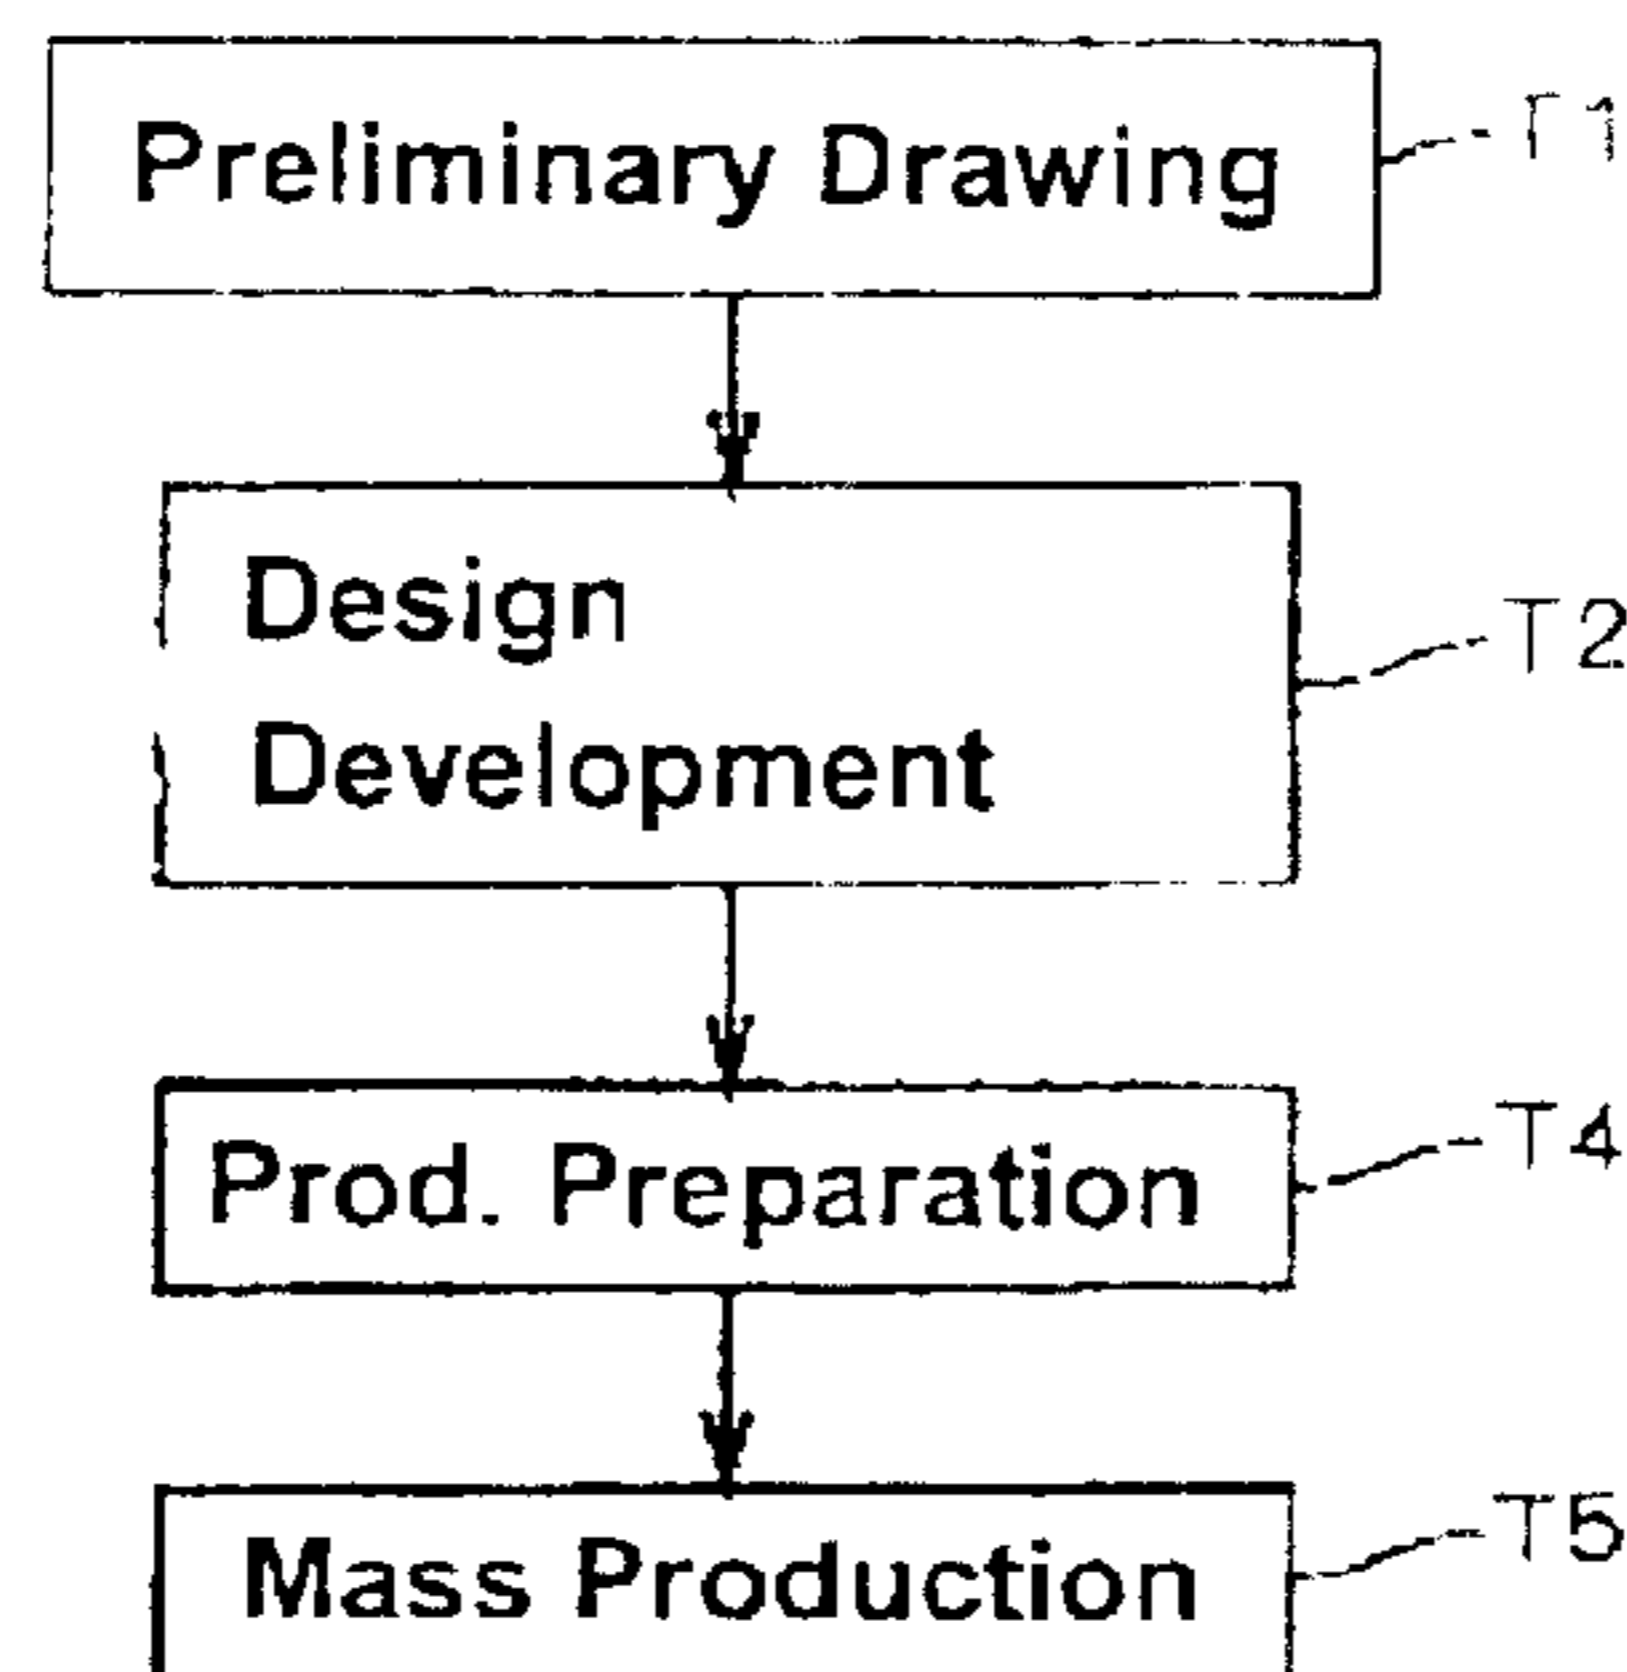 Preliminary Drawing
T1
Design
Development
T2
Prod. Preparation
T4
Mass Production
T5